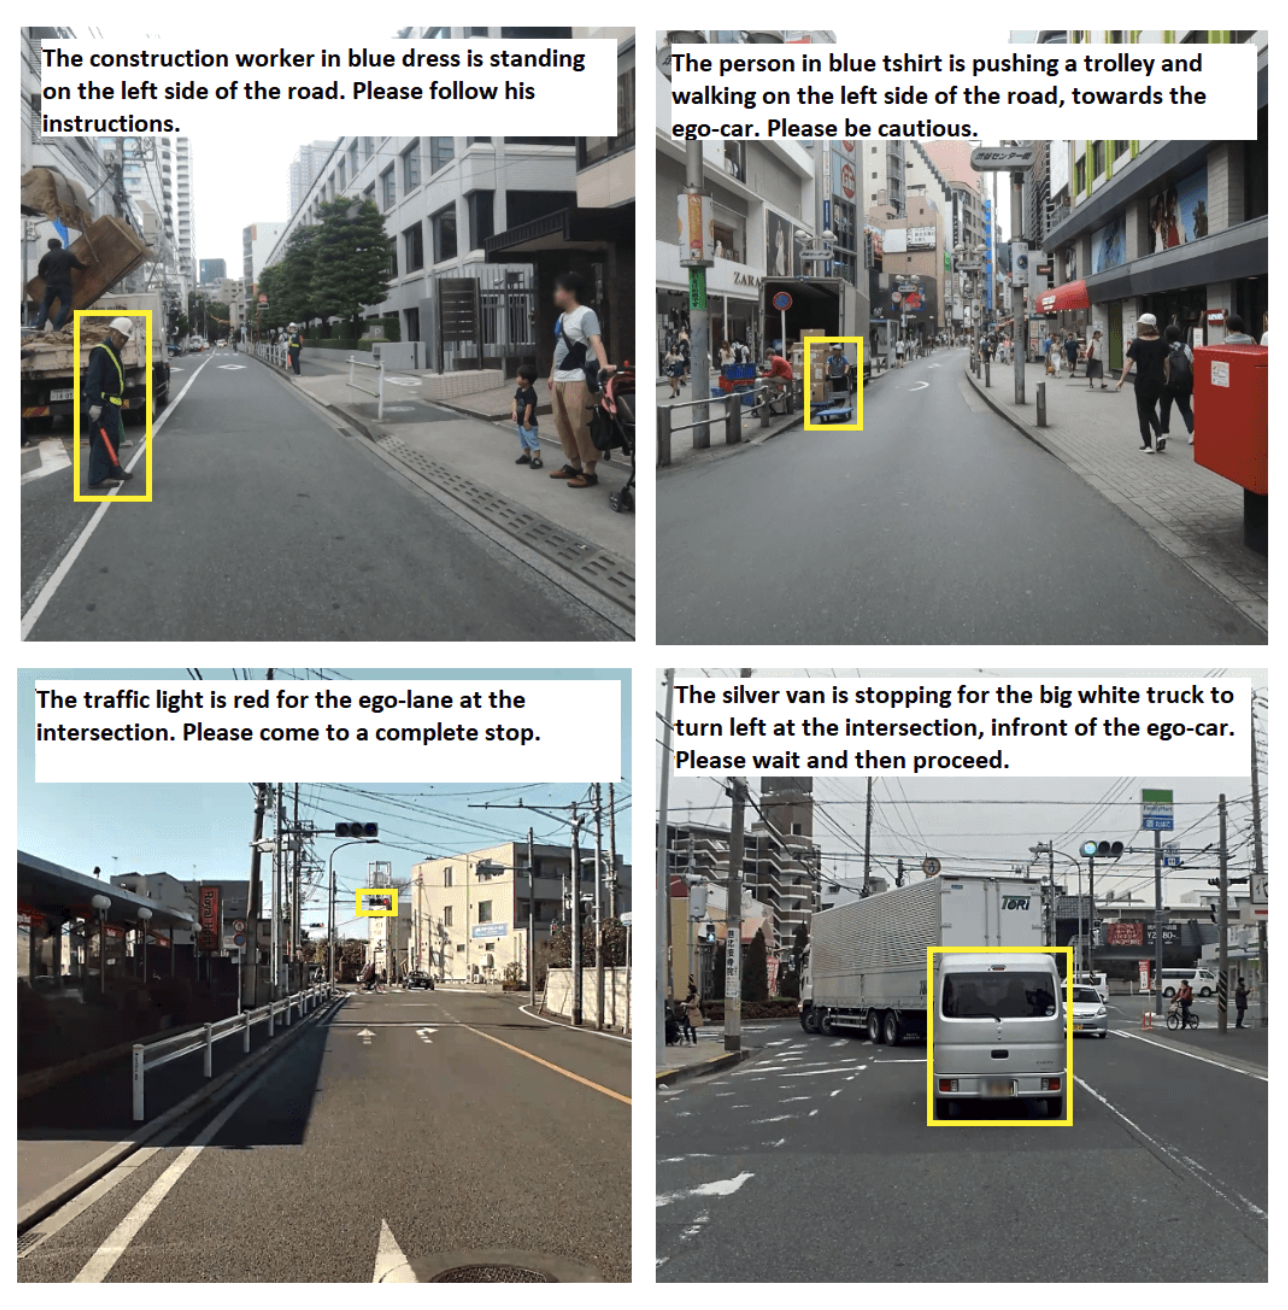 The construction worker in blue dress is standing
on the left side of the road. Please follow his
instructions.
The person in blue tshirt is pushing a trolley and
walking on the left side of the road, towards the
ego-car. Please be cautious.
ZARA
The traffic light is red for the ego-lane at the
intersection. Please come to a complete stop.
The silver van is stopping for the big white truck to
turn left at the intersection, infront of the ego-car.
Please wait and then proceed.
TORI